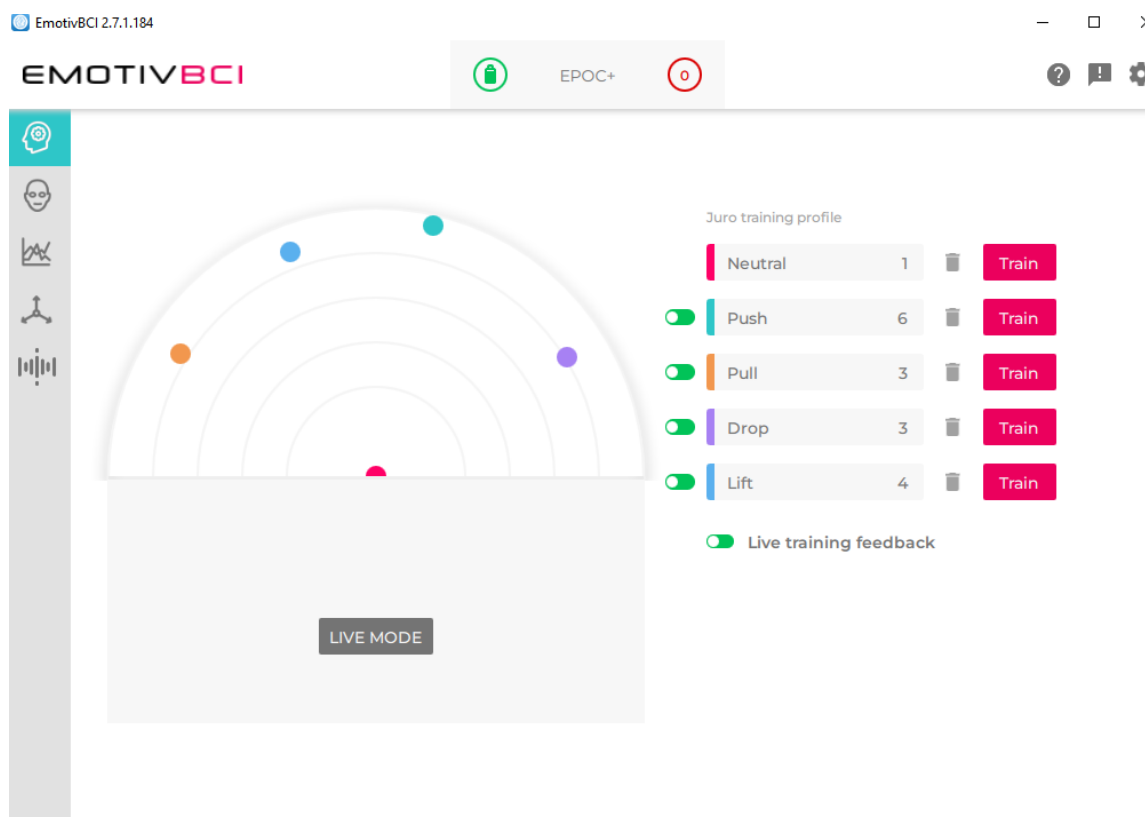 EmotivBCI 2.7.1.184
EMOTIVBCI
EPOC+
0
Juro training profile
Neutral 1 Train
Push 6 Train
Pull 3 Train
Drop 3 Train
Lift 4 Train
Live training feedback
LIVE MODE